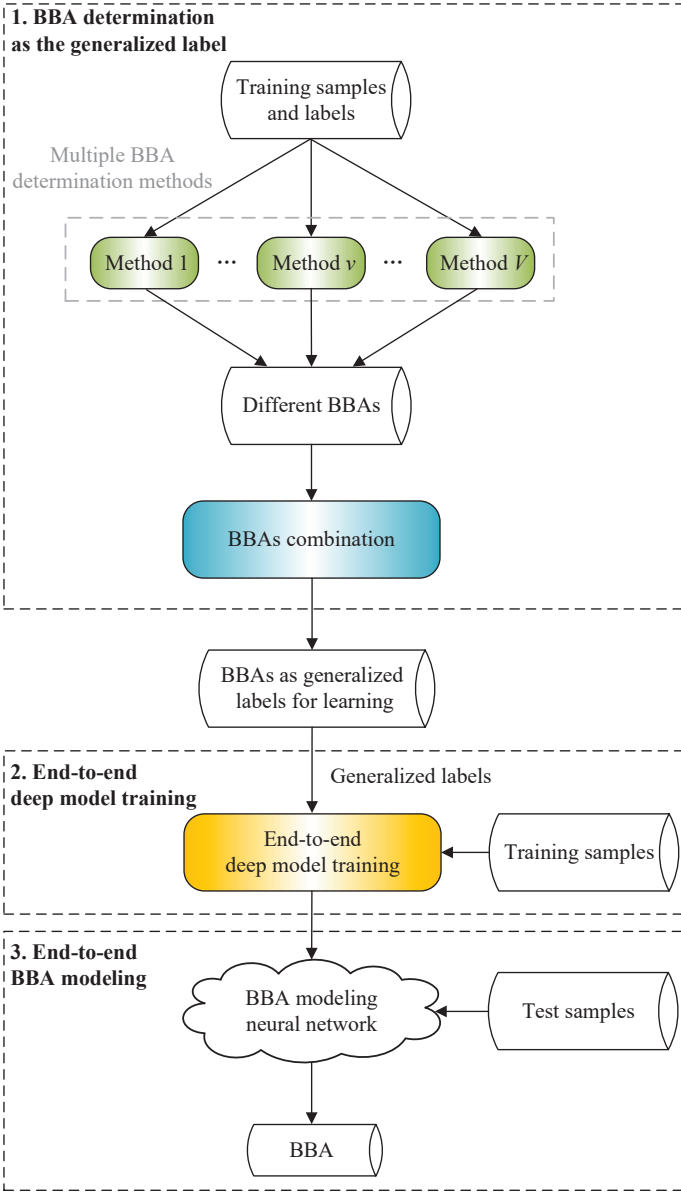 1. BBA determination
as the generalized label
Training samples
and labels
Multiple BBA
determination methods
Method 1 ··· Method v ··· Method V
Different BBAs
BBAs combination
BBAs as generalized
labels for learning
2. End-to-end
deep model training
Generalized labels
End-to-end
deep model training
Training samples
3. End-to-end
BBA modeling
BBA modeling
neural network
Test samples
BBA